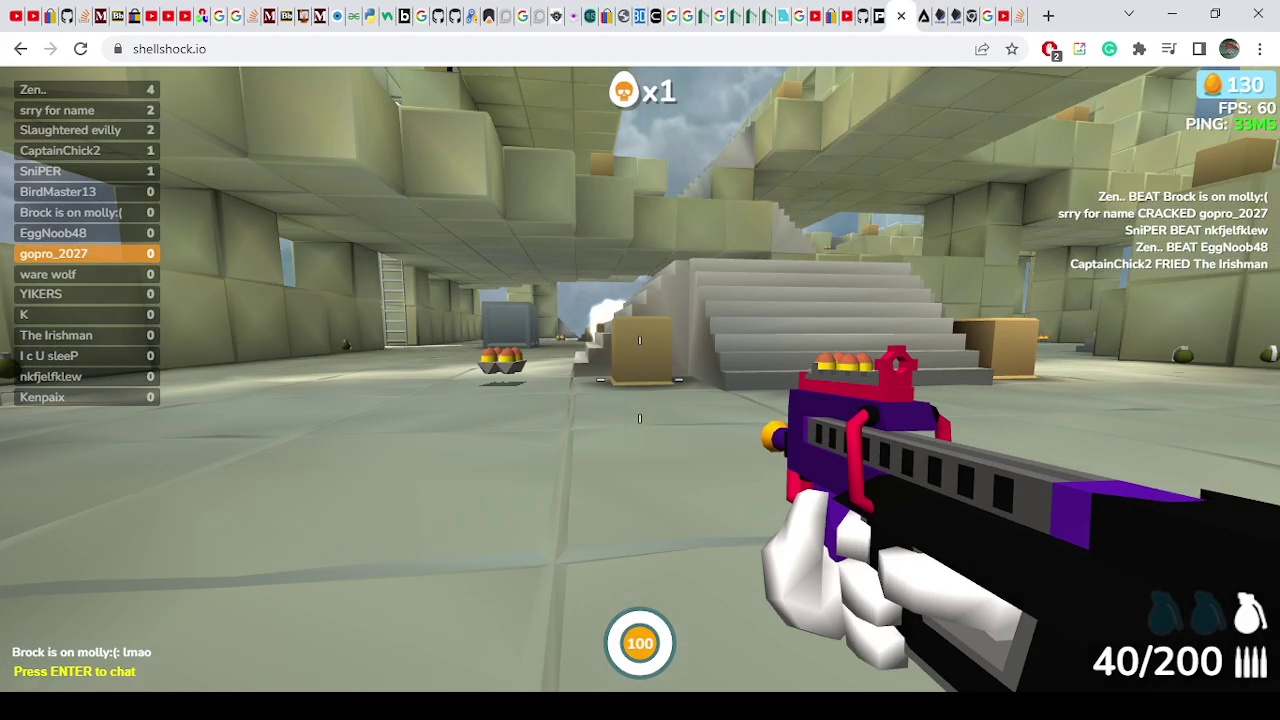 shellshock.io
2
Zen.. 4
srry for name 2
Slaughtered evilly 2
CaptainChick2 1
SniPER 1
BirdMaster13 0
Brock is on molly:( 0
EggNoob48 0
gopro_2027 0
ware wolf 0
YIKERS 0
K 0
The Irishman 0
I c U sleeP 0
nkfjelfklew 0
Kenpaix 0
x1
130
FPS: 60
PING: 33MS
Zen.. BEAT Brock is on molly:(
srry for name CRACKED gopro_2027
SniPER BEAT nkfjelfklew
Zen.. BEAT EggNoob48
CaptainChick2 FRIED The Irishman
100
Brock is on molly:(: lmao
Press ENTER to chat
40/200